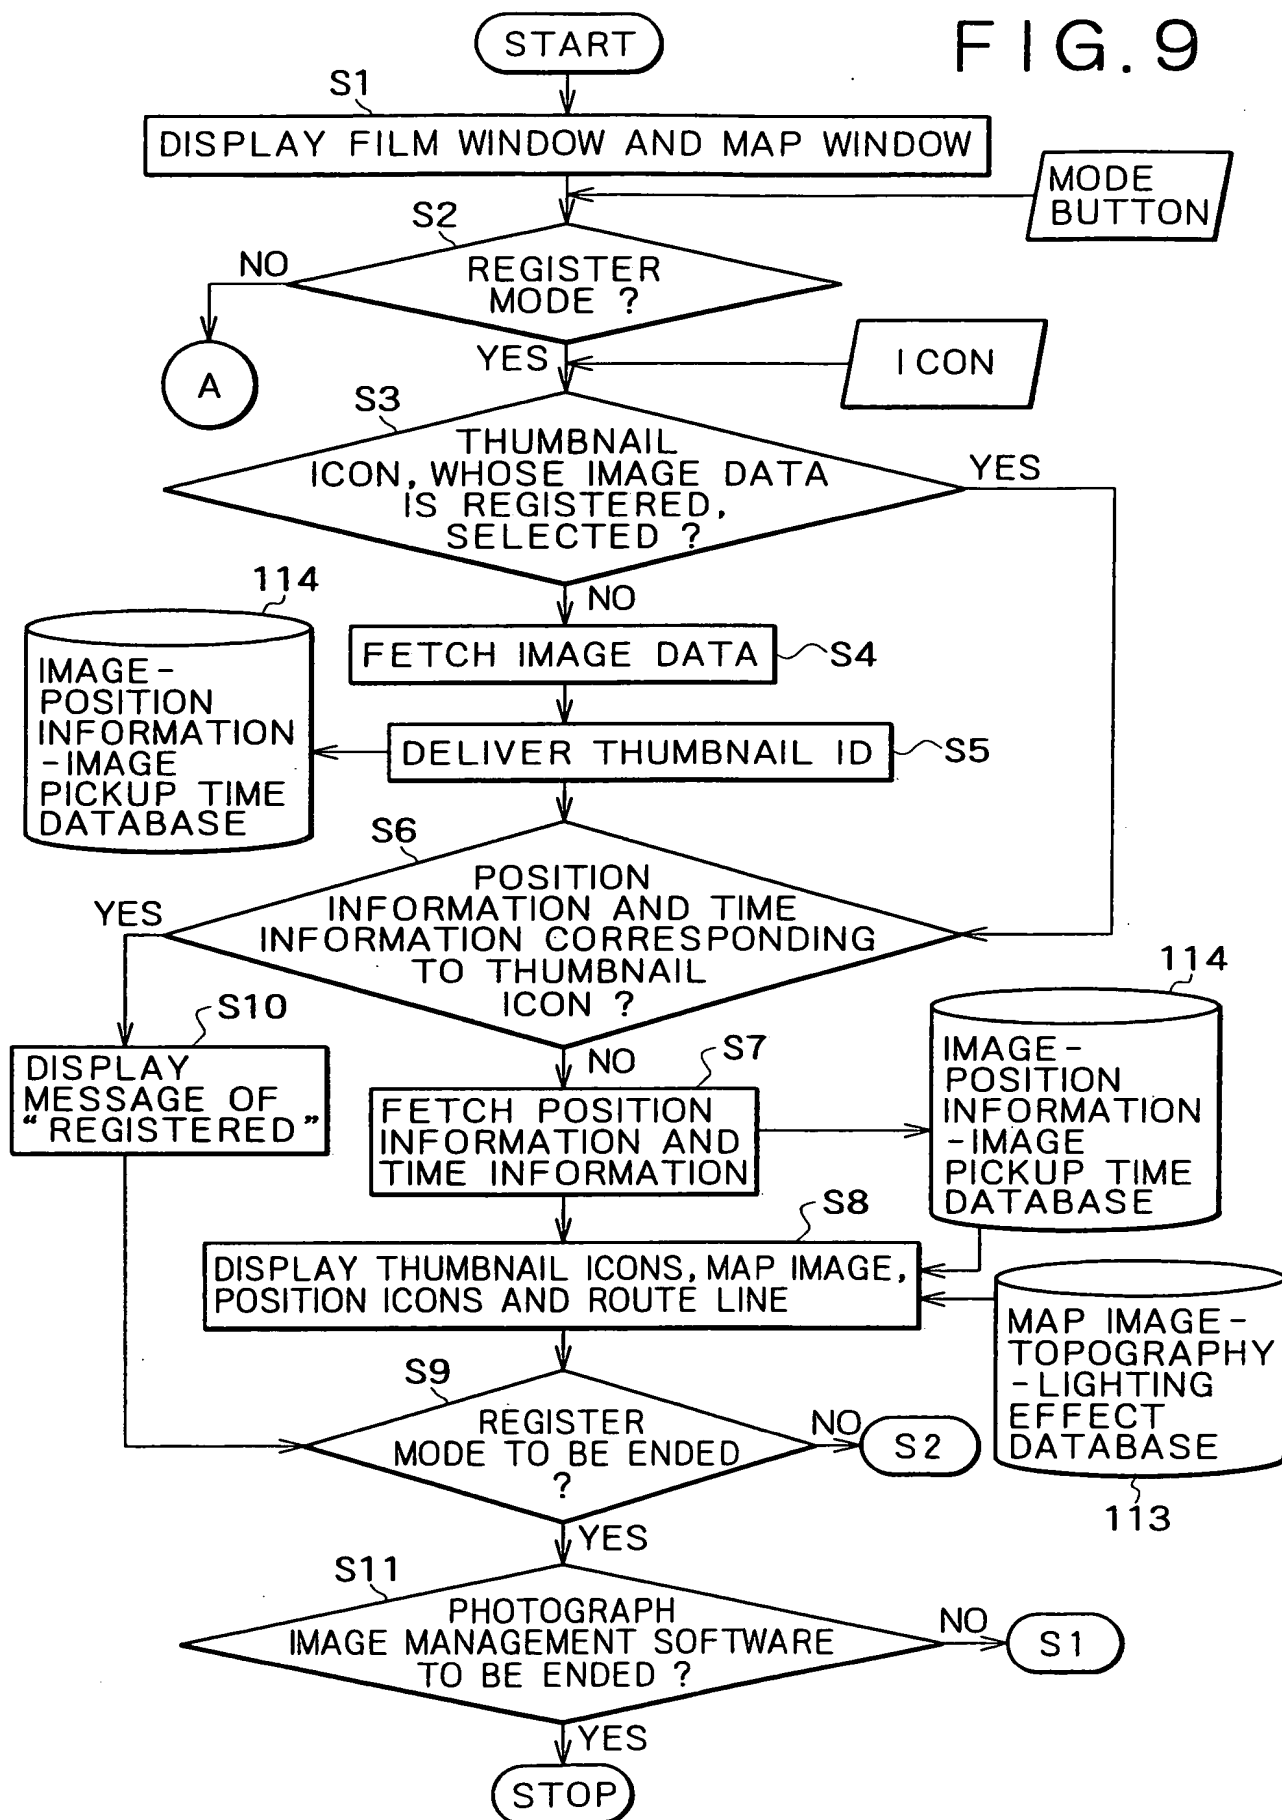 FIG. 9
START
S1
DISPLAY FILM WINDOW AND MAP WINDOW
MODE
BUTTON
S2
NO
REGISTER
MODE ?
A
YES
ICON
S3
THUMBNAIL
ICON, WHOSE IMAGE DATA
IS REGISTERED,
SELECTED ?
YES
NO
114
IMAGE-
POSITION
INFORMATION
-IMAGE
PICKUP TIME
DATABASE
FETCH IMAGE DATA
S4
DELIVER THUMBNAIL ID
S5
S6
POSITION
INFORMATION AND TIME
INFORMATION CORRESPONDING
TO THUMBNAIL
ICON ?
YES
NO
S10
DISPLAY
MESSAGE OF
"REGISTERED"
S7
FETCH POSITION
INFORMATION AND
TIME INFORMATION
114
IMAGE-
POSITION
INFORMATION
-IMAGE
PICKUP TIME
DATABASE
S8
DISPLAY THUMBNAIL ICONS, MAP IMAGE,
POSITION ICONS AND ROUTE LINE
MAP IMAGE-
TOPOGRAPHY
-LIGHTING
EFFECT
DATABASE
113
S9
REGISTER
MODE TO BE ENDED
?
NO
S2
YES
S11
PHOTOGRAPH
IMAGE MANAGEMENT SOFTWARE
TO BE ENDED ?
NO
S1
YES
STOP